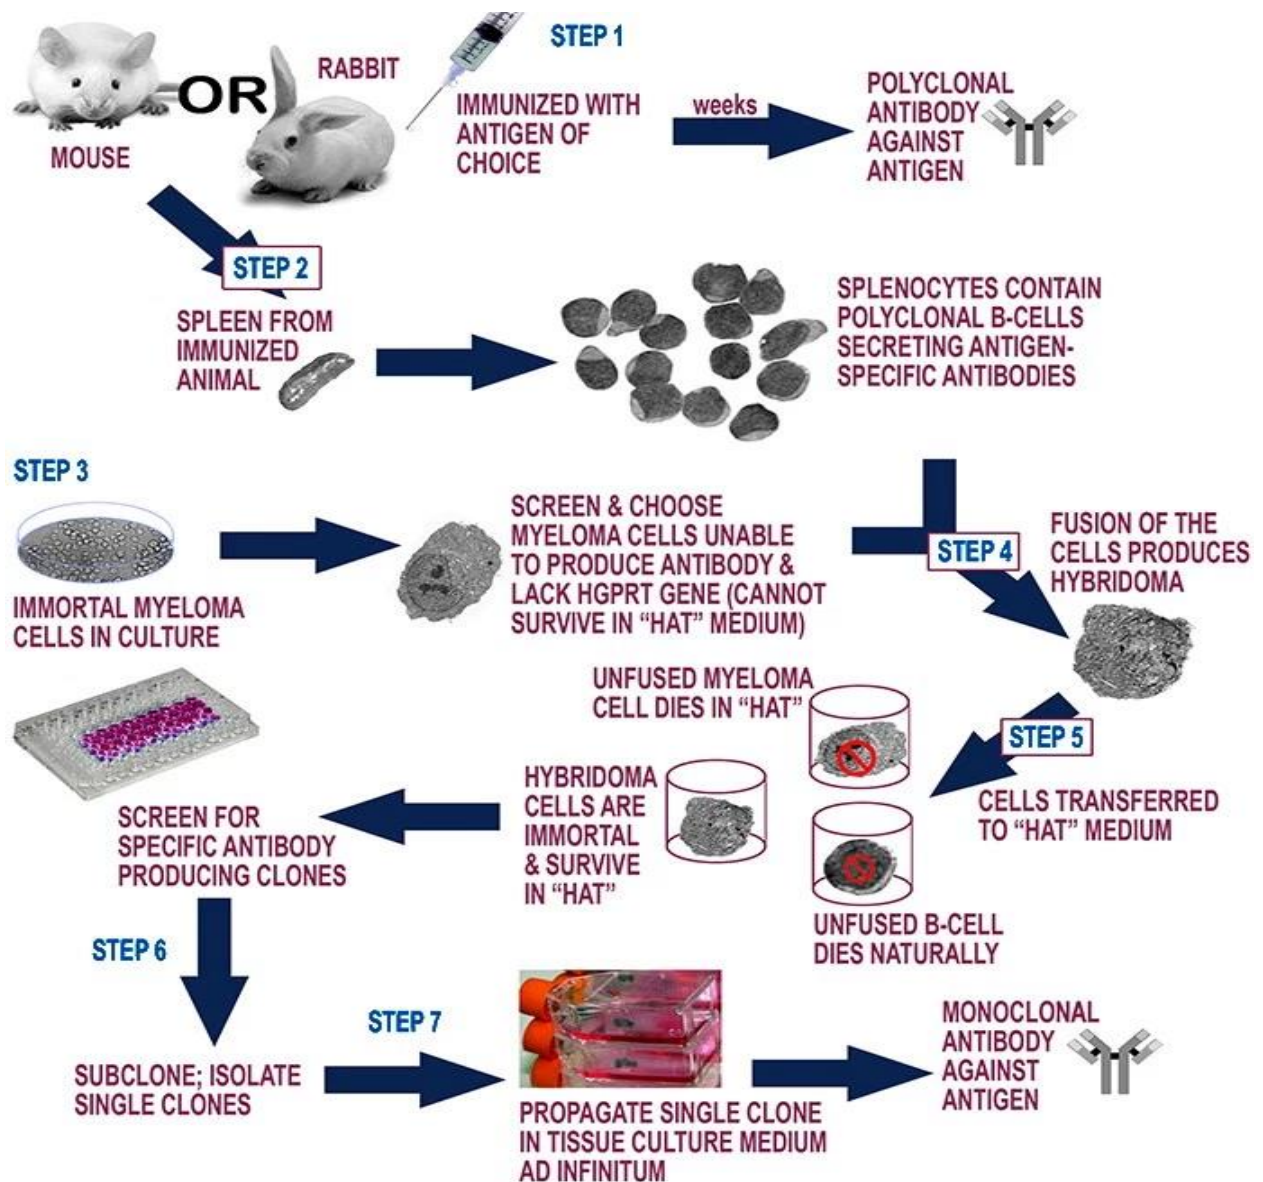 STEP 1
MOUSE
OR
RABBIT
IMMUNIZED WITH
ANTIGEN OF
CHOICE
weeks
POLYCLONAL
ANTIBODY
AGAINST
ANTIGEN
STEP 2
SPLEEN FROM
IMMUNIZED
ANIMAL
SPLENOCYTES CONTAIN
POLYCLONAL B-CELLS
SECRETING ANTIGEN-
SPECIFIC ANTIBODIES
STEP 3
IMMORTAL MYELOMA
CELLS IN CULTURE
SCREEN & CHOOSE
MYELOMA CELLS UNABLE
TO PRODUCE ANTIBODY &
LACK HGPRT GENE (CANNOT
SURVIVE IN “HAT” MEDIUM)
STEP 4
FUSION OF THE
CELLS PRODUCES
HYBRIDOMA
STEP 5
CELLS TRANSFERRED
TO “HAT” MEDIUM
UNFUSED MYELOMA
CELL DIES IN “HAT”
UNFUSED B-CELL
DIES NATURALLY
HYBRIDOMA
CELLS ARE
IMMORTAL
& SURVIVE
IN “HAT”
SCREEN FOR
SPECIFIC ANTIBODY
PRODUCING CLONES
STEP 6
SUBCLONE; ISOLATE
SINGLE CLONES
STEP 7
PROPAGATE SINGLE CLONE
IN TISSUE CULTURE MEDIUM
AD INFINITUM
MONOCLONAL
ANTIBODY
AGAINST
ANTIGEN